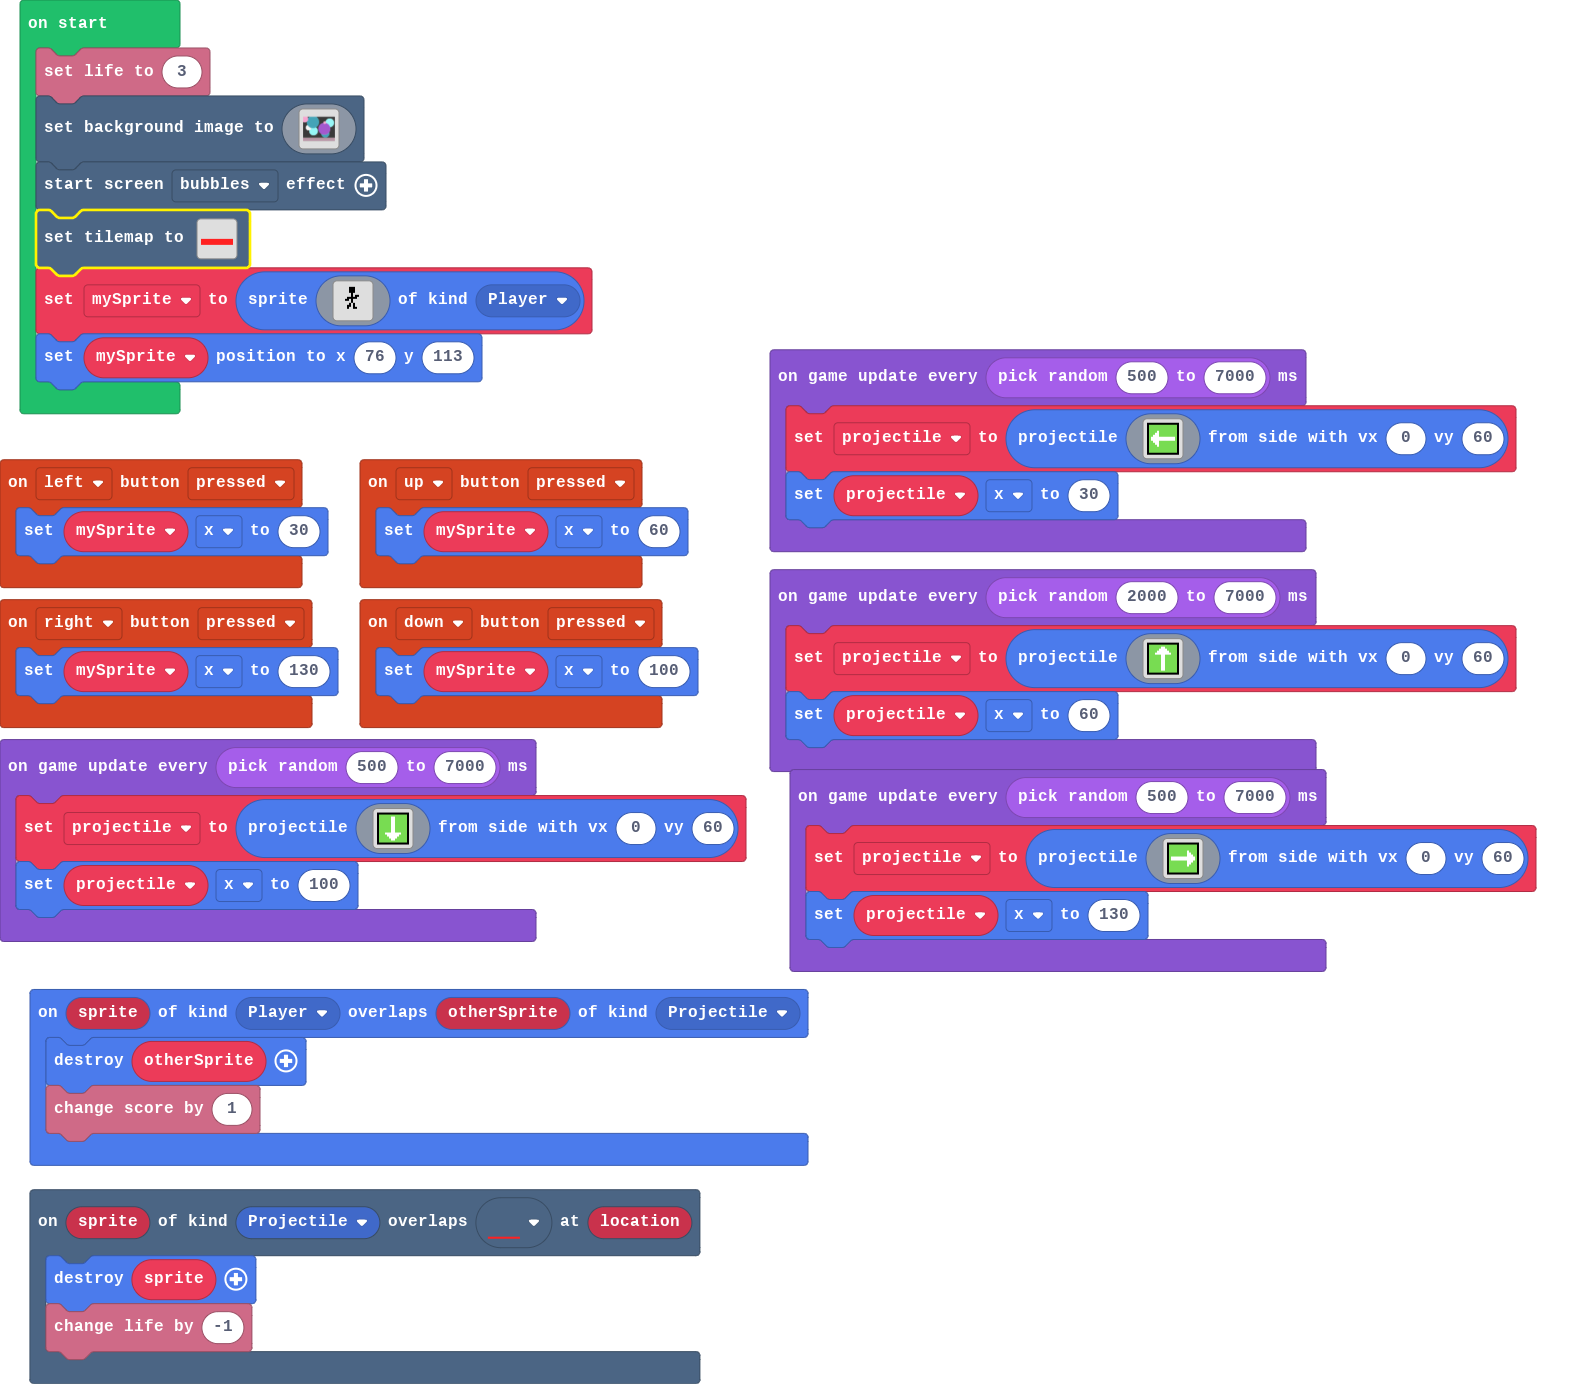 on start
set life to 3
set background image to
start screen bubbles effect
set tilemap to
set mySprite to sprite of kind Player
set mySprite position to x 76 y 113
on left button pressed
set mySprite x to 30
on up button pressed
set mySprite x to 60
on right button pressed
set mySprite x to 130
on down button pressed
set mySprite x to 100
on game update every pick random 500 to 7000 ms
set projectile to projectile from side with vx 0 vy 60
set projectile x to 30
on game update every pick random 2000 to 7000 ms
set projectile to projectile from side with vx 0 vy 60
set projectile x to 60
on game update every pick random 500 to 7000 ms
set projectile to projectile from side with vx 0 vy 60
set projectile x to 100
on game update every pick random 500 to 7000 ms
set projectile to projectile from side with vx 0 vy 60
set projectile x to 130
on sprite of kind Player overlaps otherSprite of kind Projectile
destroy otherSprite
change score by 1
on sprite of kind Projectile overlaps at location
destroy sprite
change life by -1